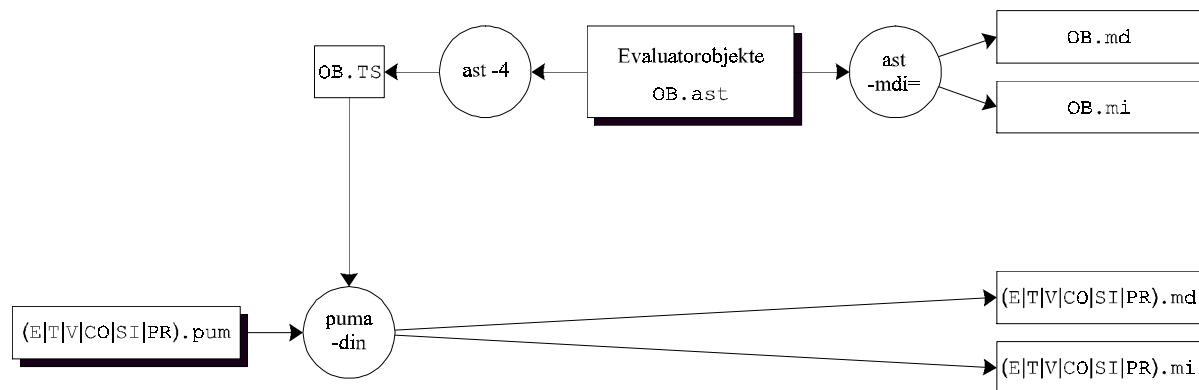 OB.md
OB.TS
ast -4
Evaluatorobjekte
OB.ast
ast
-mdi=
OB.mi
(E|T|V|CO|SI|PR).pum
puma
-din
(E|T|V|CO|SI|PR).md
(E|T|V|CO|SI|PR).mi